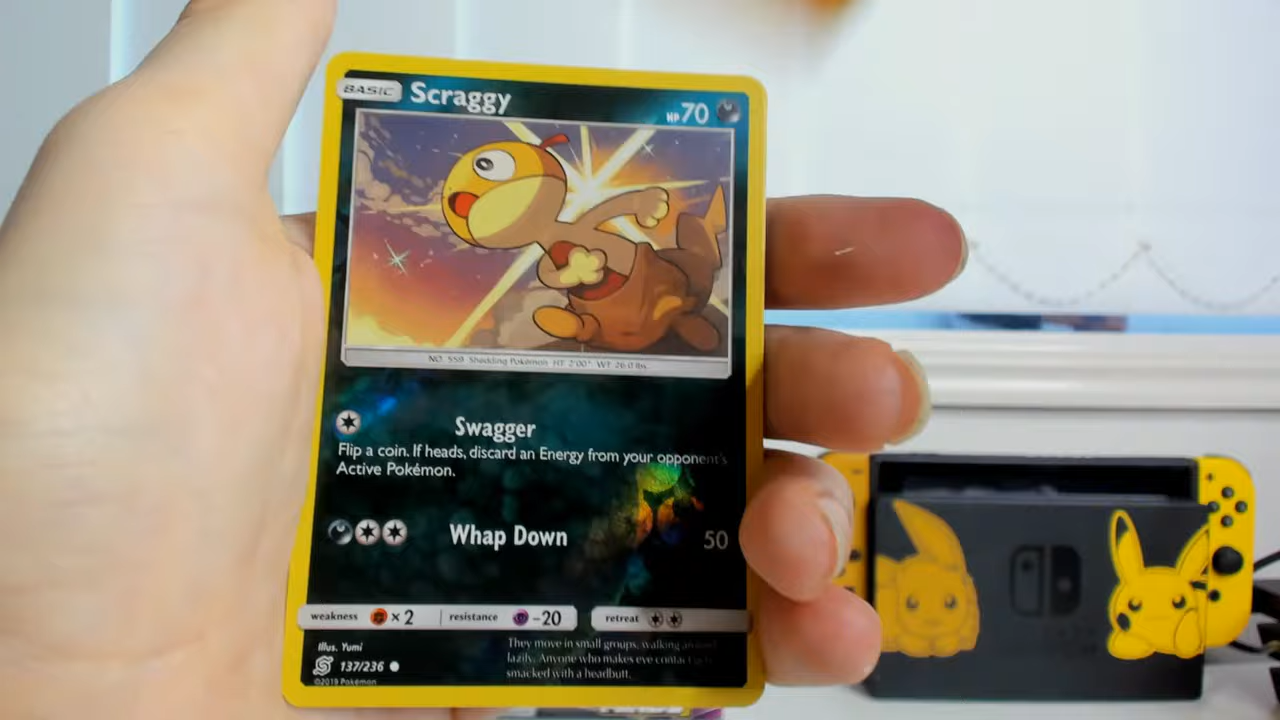 BASIC
Scraggy
HP 70
NO. 559 Shedding Pokémon HT: 2'00" WT: 26.0 lbs.
Swagger
Flip a coin. If heads, discard an Energy from your opponent's
Active Pokémon.
Whap Down 50
weakness × 2 resistance -20 retreat
Illus. Yumi
137/236
©2019 Pokémon
They move in small groups, walking around
lazily. Anyone who makes eye contact gets
smacked with a headbutt.